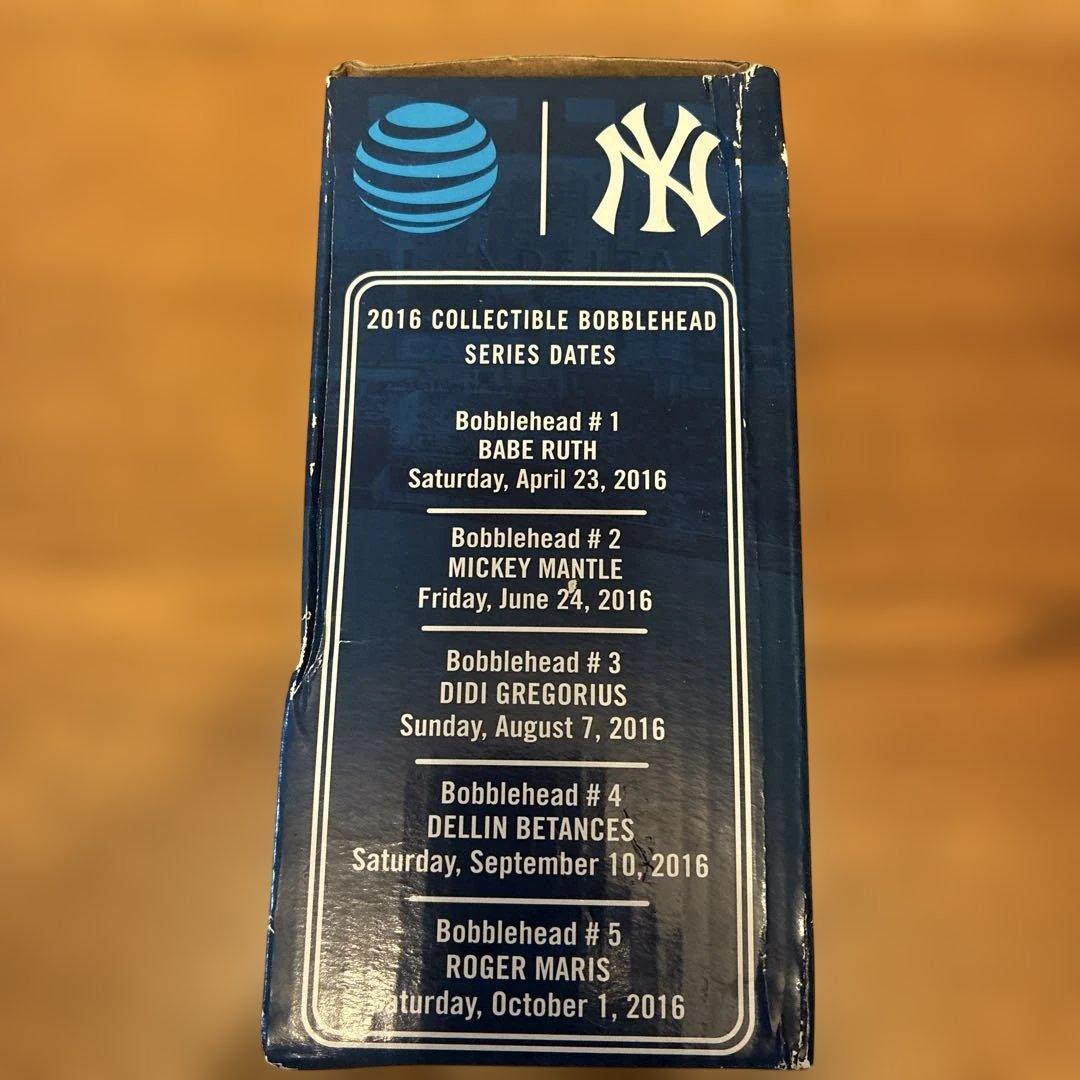 NY
DELTA
2016 COLLECTIBLE BOBBLEHEAD
SERIES DATES
Bobblehead # 1
BABE RUTH
Saturday, April 23, 2016
Bobblehead # 2
MICKEY MANTLE
Friday, June 24, 2016
Bobblehead # 3
DIDI GREGORIUS
Sunday, August 7, 2016
Bobblehead # 4
DELLIN BETANCES
Saturday, September 10, 2016
Bobblehead # 5
ROGER MARIS
Saturday, October 1, 2016